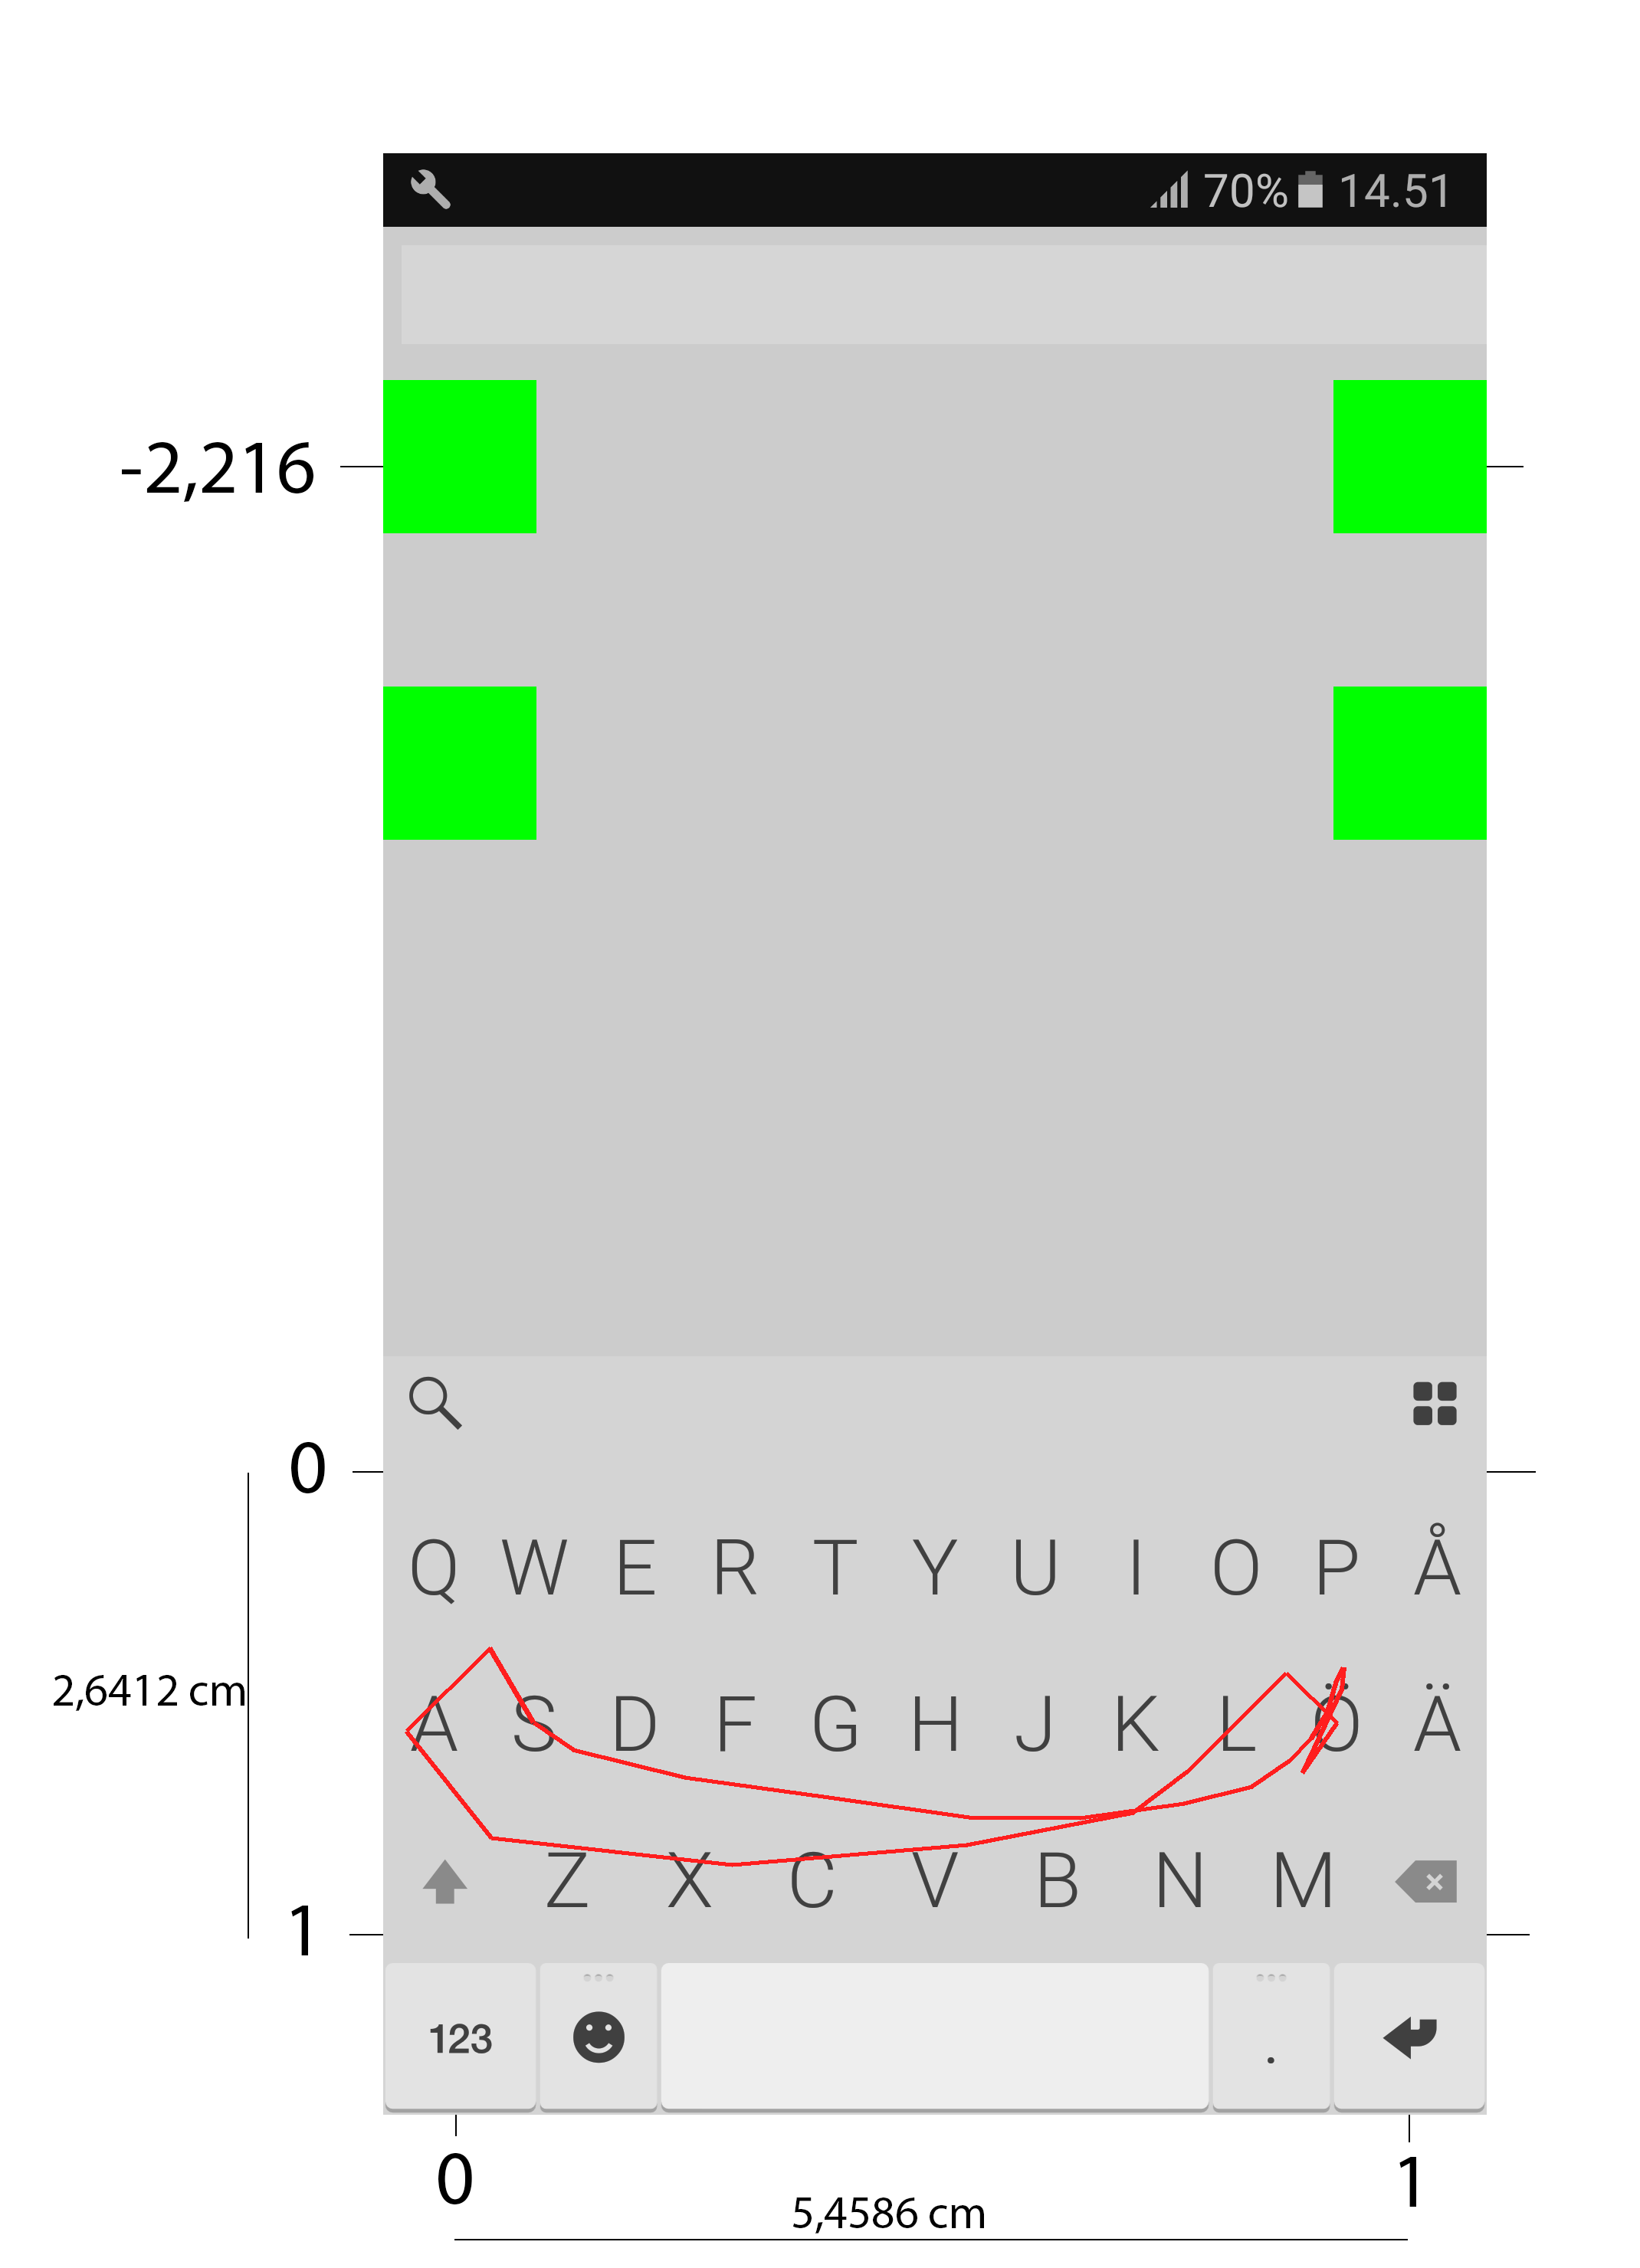 70% 14.51
-2,216
0
Q W E R T Y U I O P Å
2,6412 cm
A S D F G H J K L Ö Ä
Z X C V B N M
1
123 .
0 1
5,4586 cm